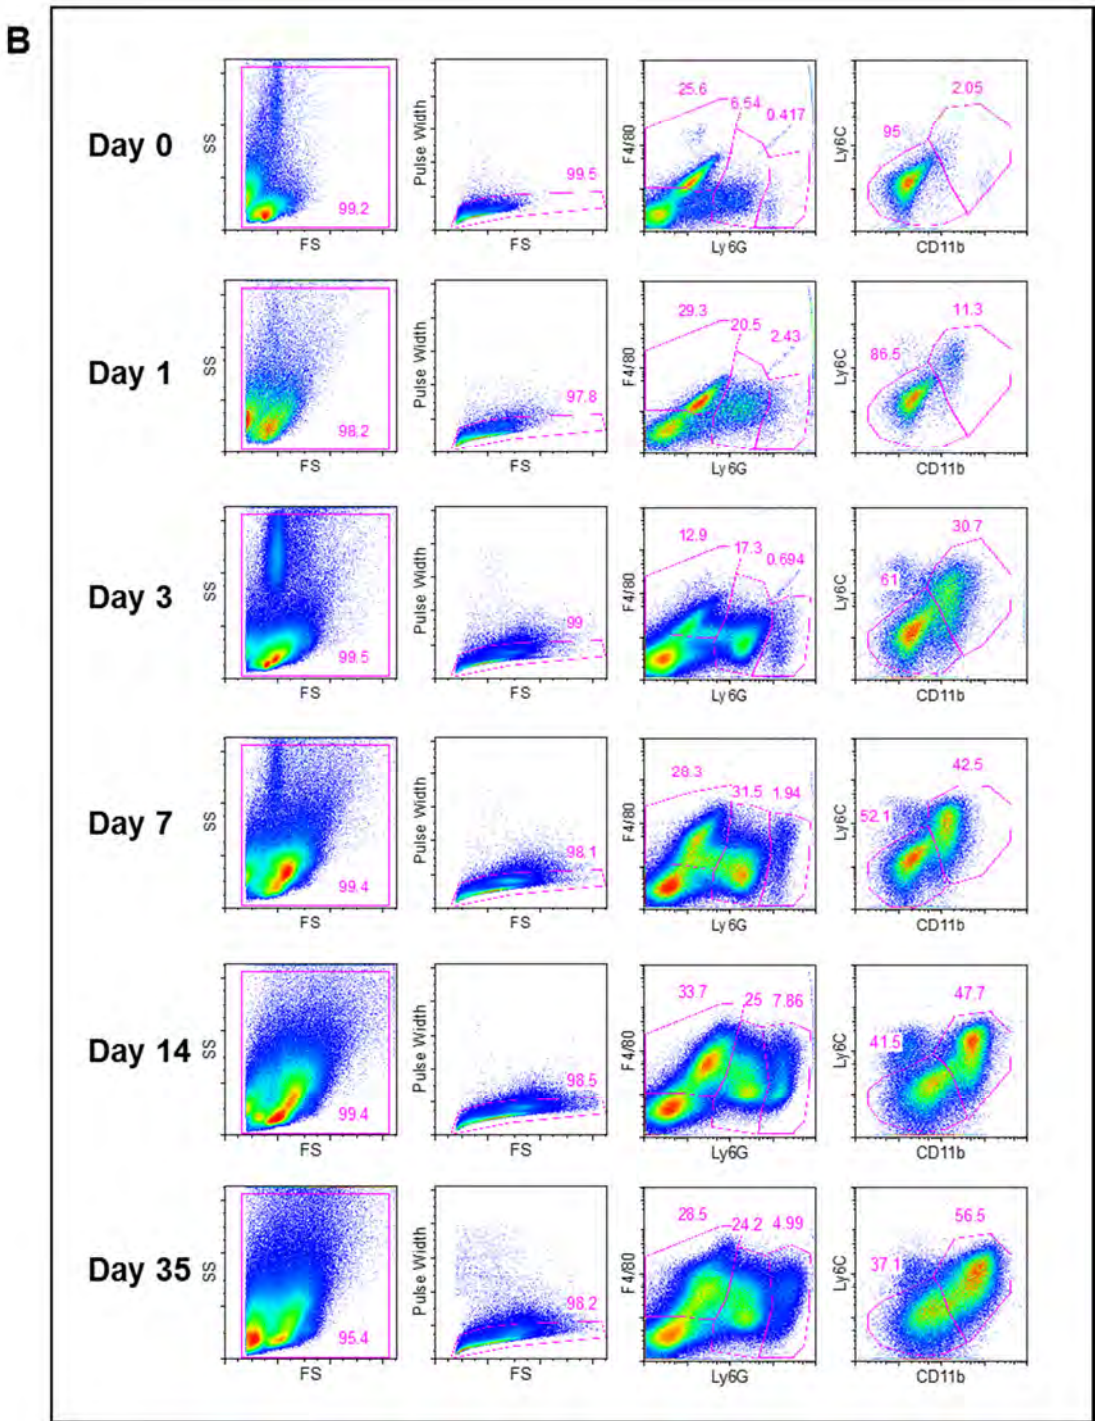 B
Day 0
SS
99.2
FS
Pulse Width
99.5
FS
F4/80
25.6
6.54
0.417
Ly6G
Ly6C
95
2.05
CD11b
Day 1
SS
98.2
FS
Pulse Width
97.8
FS
F4/80
29.3
20.5
2.43
Ly6G
Ly6C
86.5
11.3
CD11b
Day 3
SS
99.5
FS
Pulse Width
99
FS
F4/80
12.9
17.3
0.694
Ly6G
Ly6C
61
30.7
CD11b
Day 7
SS
99.4
FS
Pulse Width
98.1
FS
F4/80
28.3
31.5
1.94
Ly6G
Ly6C
52.1
42.5
CD11b
Day 14
SS
99.4
FS
Pulse Width
98.5
FS
F4/80
33.7
25
7.86
Ly6G
Ly6C
41.5
47.7
CD11b
Day 35
SS
95.4
FS
Pulse Width
98.2
FS
F4/80
28.5
24.2
4.99
Ly6G
Ly6C
37.1
56.5
CD11b